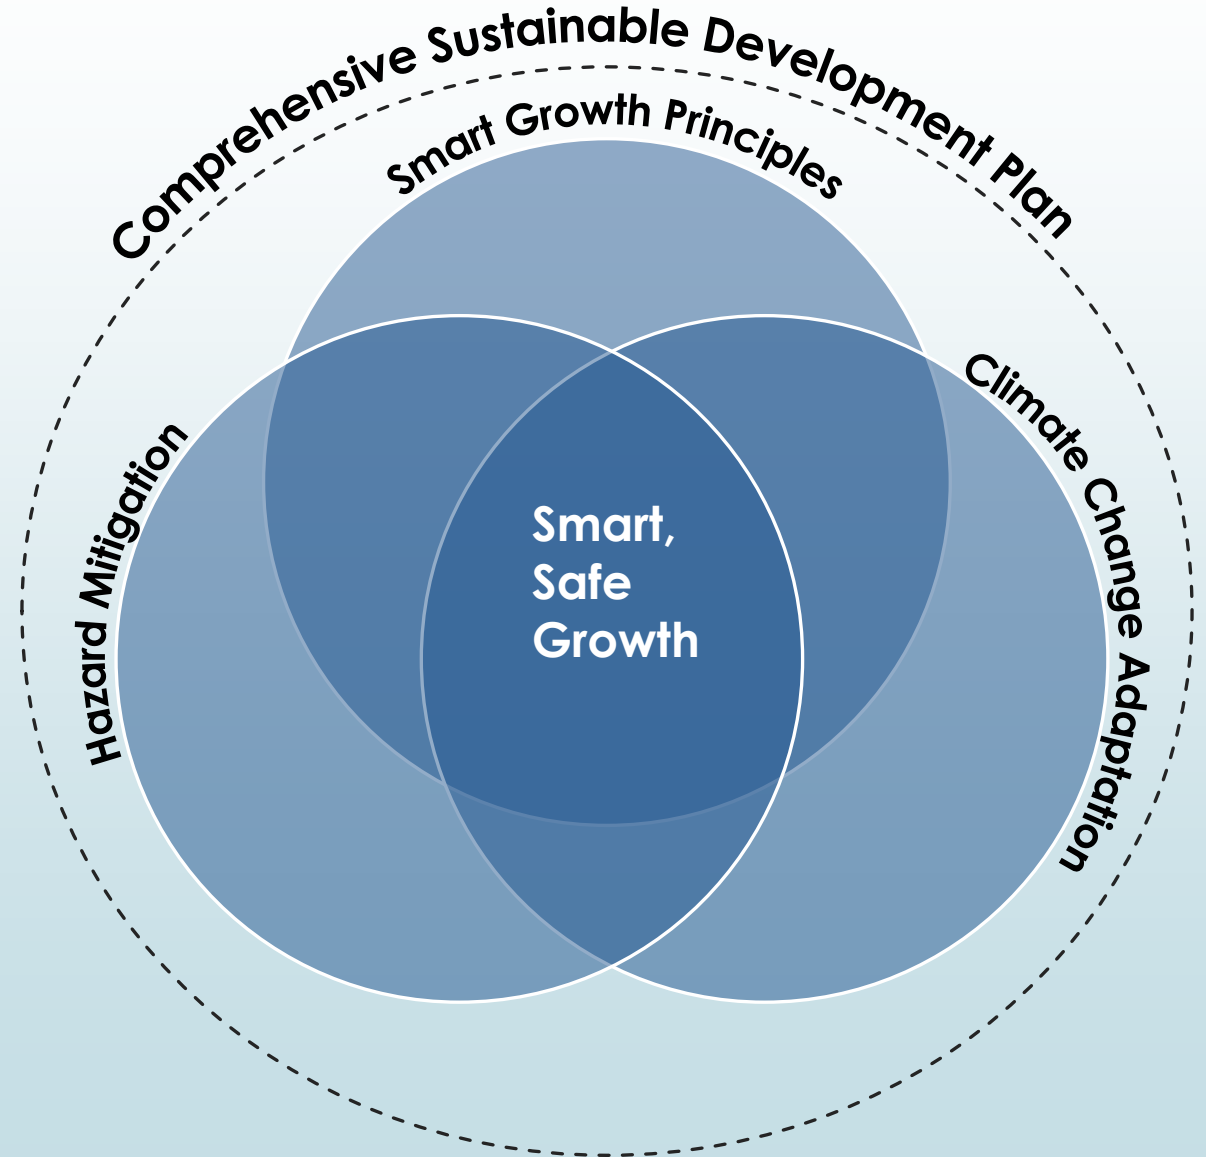 Comprehensive Sustainable Development Plan
Smart Growth Principles
Hazard Mitigation
Climate Change Adaptation
Smart,
Safe
Growth